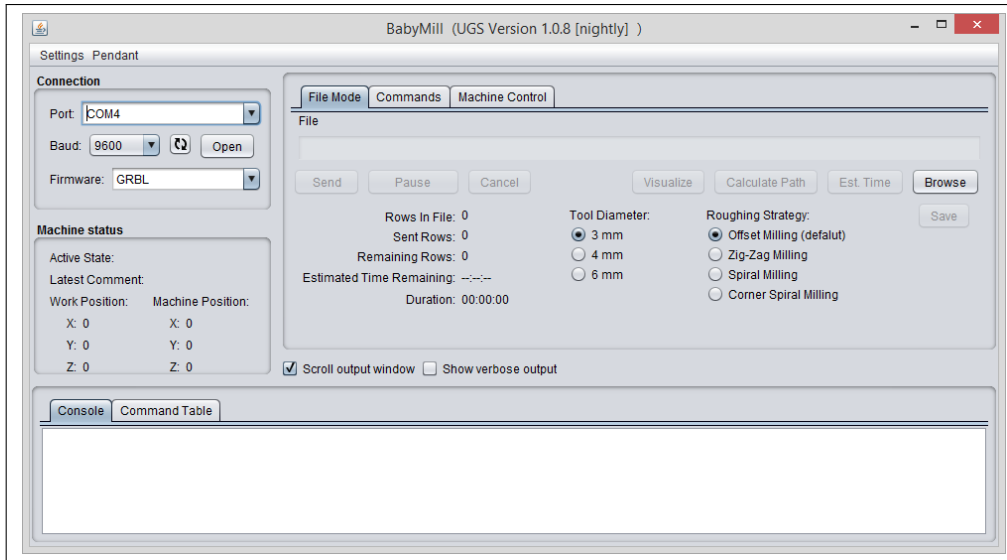 BabyMill (UGS Version 1.0.8 [nightly] )
Settings Pendant
Connection
Port: COM4
Baud: 9600 Open
Firmware: GRBL
Machine status
Active State:
Latest Comment:
Work Position: Machine Position:
X: 0 X: 0
Y: 0 Y: 0
Z: 0 Z: 0
File Mode Commands Machine Control
File
Send Pause Cancel Visualize Calculate Path Est. Time Browse
Rows In File: 0 Tool Diameter: Roughing Strategy: Save
Sent Rows: 0 3 mm Offset Milling (defalut)
Remaining Rows: 0 4 mm Zig-Zag Milling
Estimated Time Remaining: --:--:-- 6 mm Spiral Milling
Duration: 00:00:00 Corner Spiral Milling
Scroll output window Show verbose output
Console Command Table